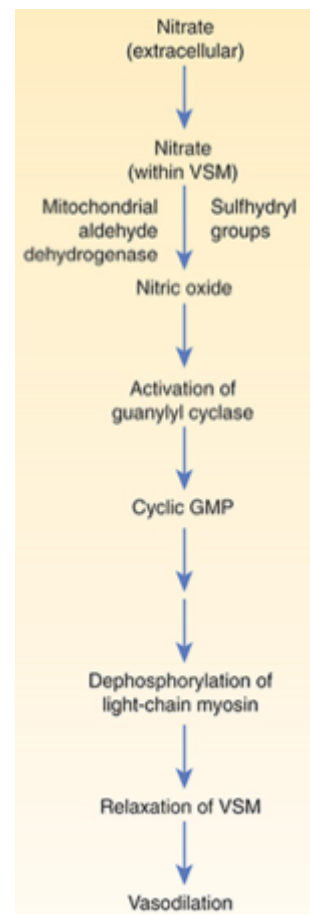 Nitrate
(extracellular)
Nitrate
(within VSM)
Mitochondrial
aldehyde
dehydrogenase
Sulfhydryl
groups
Nitric oxide
Activation of
guanylyl cyclase
Cyclic GMP
Dephosphorylation of
light-chain myosin
Relaxation of VSM
Vasodilation